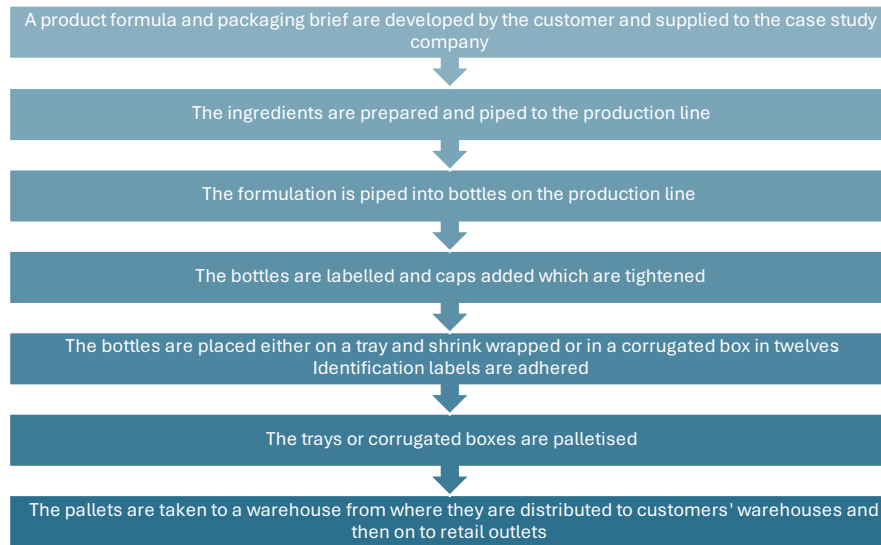 A product formula and packaging brief are developed by the customer and supplied to the case study
company
The ingredients are prepared and piped to the production line
The formulation is piped into bottles on the production line
The bottles are labelled and caps added which are tightened
The bottles are placed either on a tray and shrink wrapped or in a corrugated box in twelves
Identification labels are adhered
The trays or corrugated boxes are palletised
The pallets are taken to a warehouse from where they are distributed to customers' warehouses and
then on to retail outlets